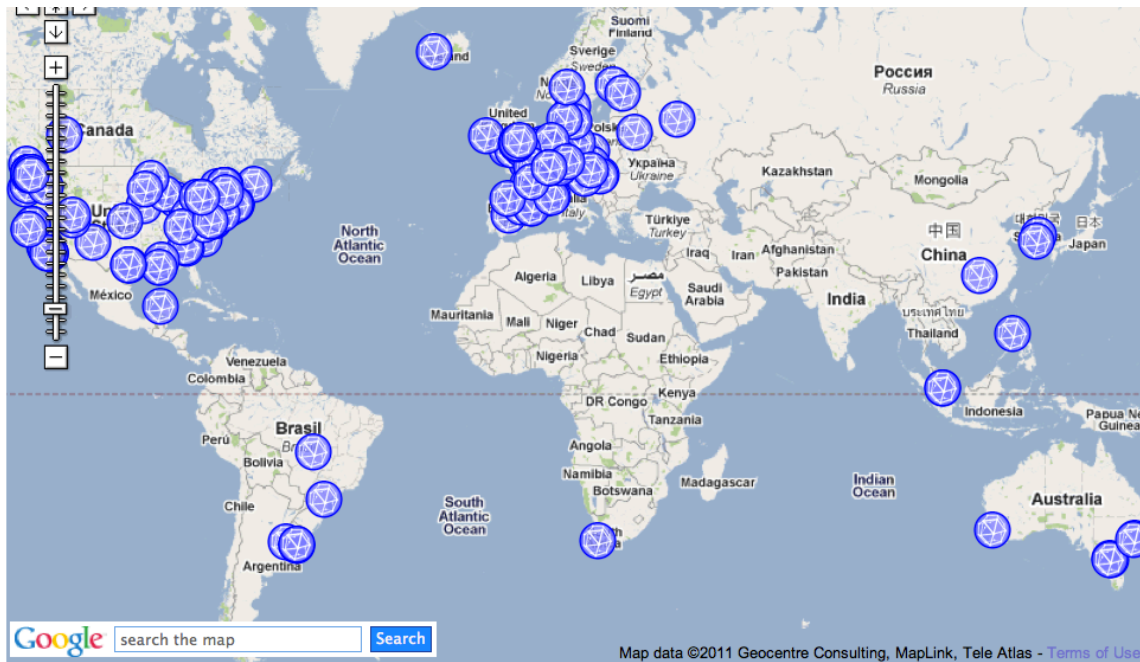 Suomi
Finland
Sverige
Sweden
Россия
Russia
United
Canada
Україна
Ukraine
Kazakhstan
Mongolia
North
Atlantic
Ocean
Türkiye
Turkey
中国
China
日本
Japan
Iraq
Iran
Afghanistan
Pakistan
México
Algeria
Libya
مصر
Egypt
Saudi
Arabia
India
ประเทศไทย
Thailand
Mauritania
Mali
Niger
Chad
Sudan
Nigeria
Ethiopia
Venezuela
Colombia
DR Congo
Kenya
Tanzania
Indonesia
Papua New
Guinea
Brasil
Perú
Bolivia
Angola
Namibia
Botswana
Madagascar
Indian
Ocean
Australia
Chile
South
Atlantic
Ocean
Argentina
Google
search the map
Search
Map data ©2011 Geocentre Consulting, MapLink, Tele Atlas - Terms of Use